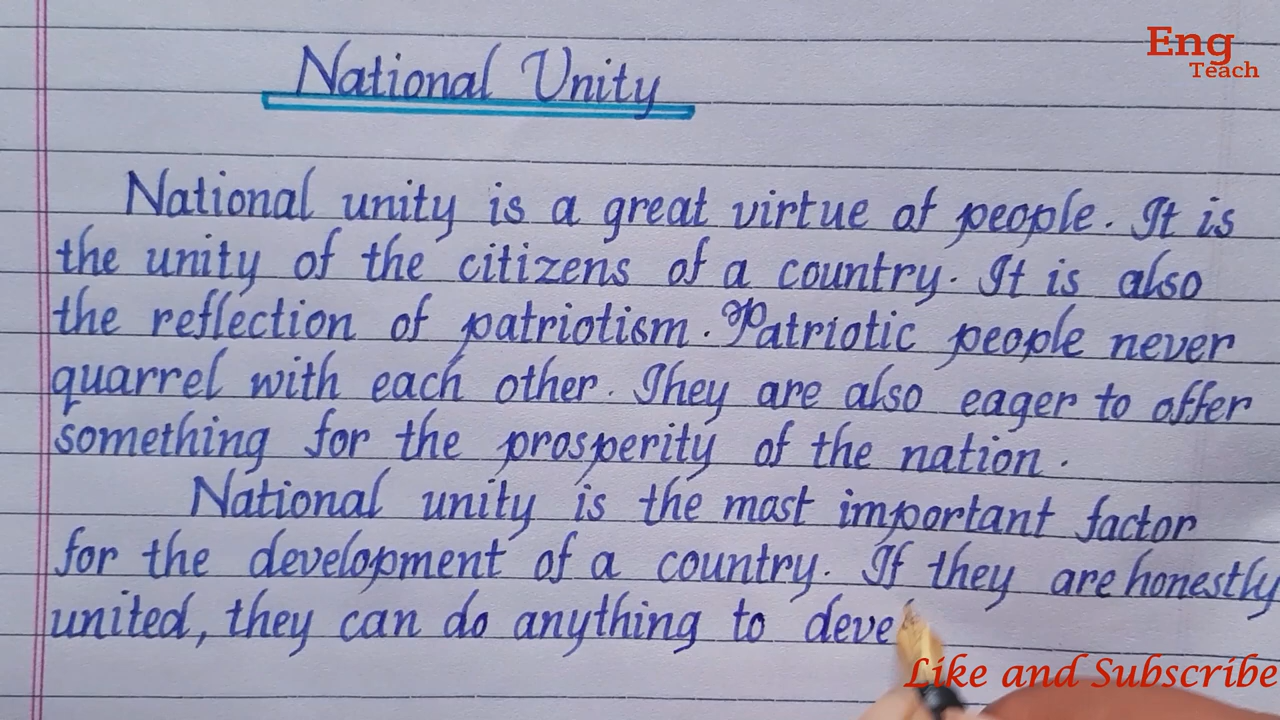 Eng
Teach
National Unity
National unity is a great virtue of people. It is
the unity of the citizens of a country. It is also
the reflection of patriotism. Patriotic people never
quarrel with each other. They are also eager to offer
something for the prosperity of the nation.
National unity is the most important factor
for the development of a country. If they are honestly
united, they can do anything to deve
Like and Subscribe